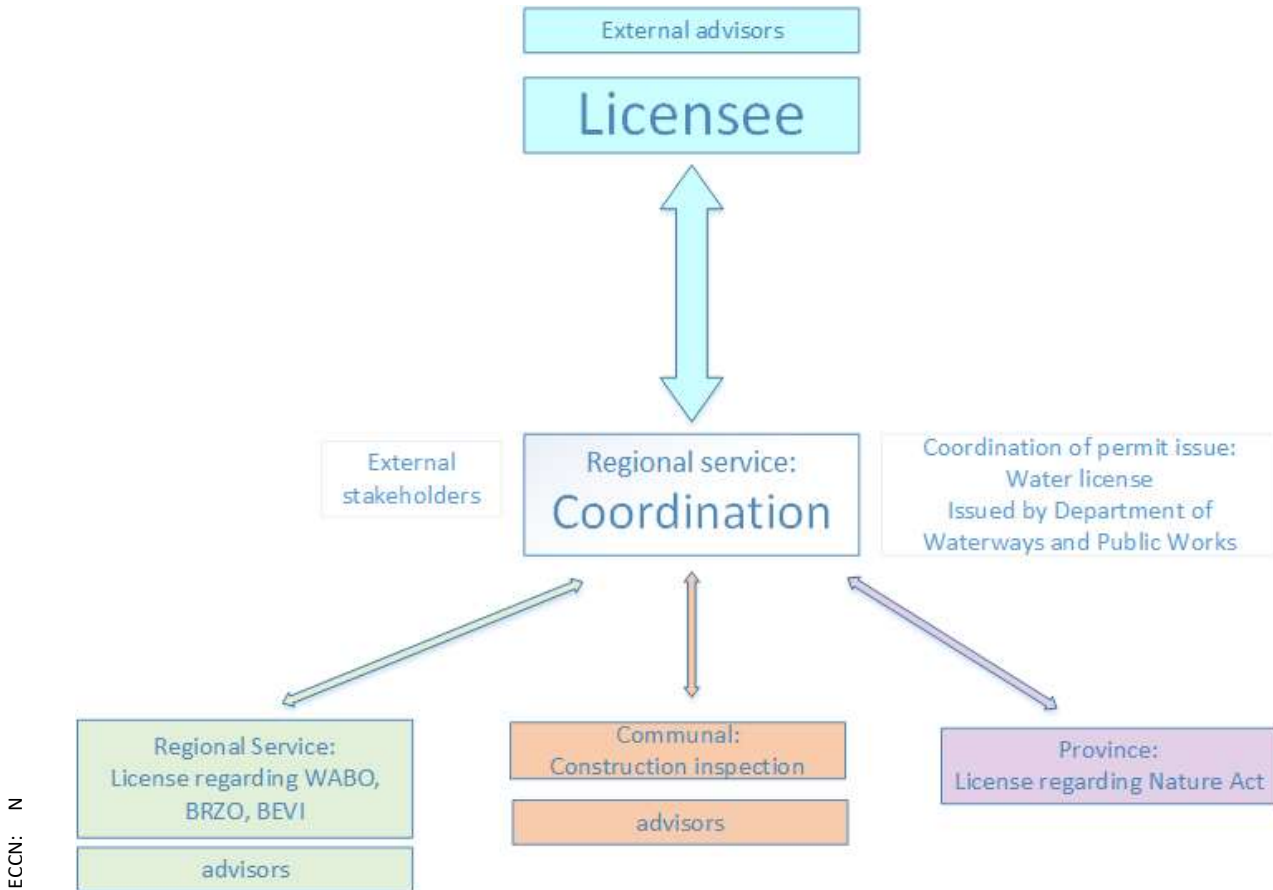 External advisors
Licensee
External
stakeholders
Regional service:
Coordination
Coordination of permit issue:
Water license
Issued by Department of
Waterways and Public Works
Regional Service:
License regarding WABO,
BRZO, BEVI
advisors
Communal:
Construction inspection
advisors
Province:
License regarding Nature Act
ECCN: N